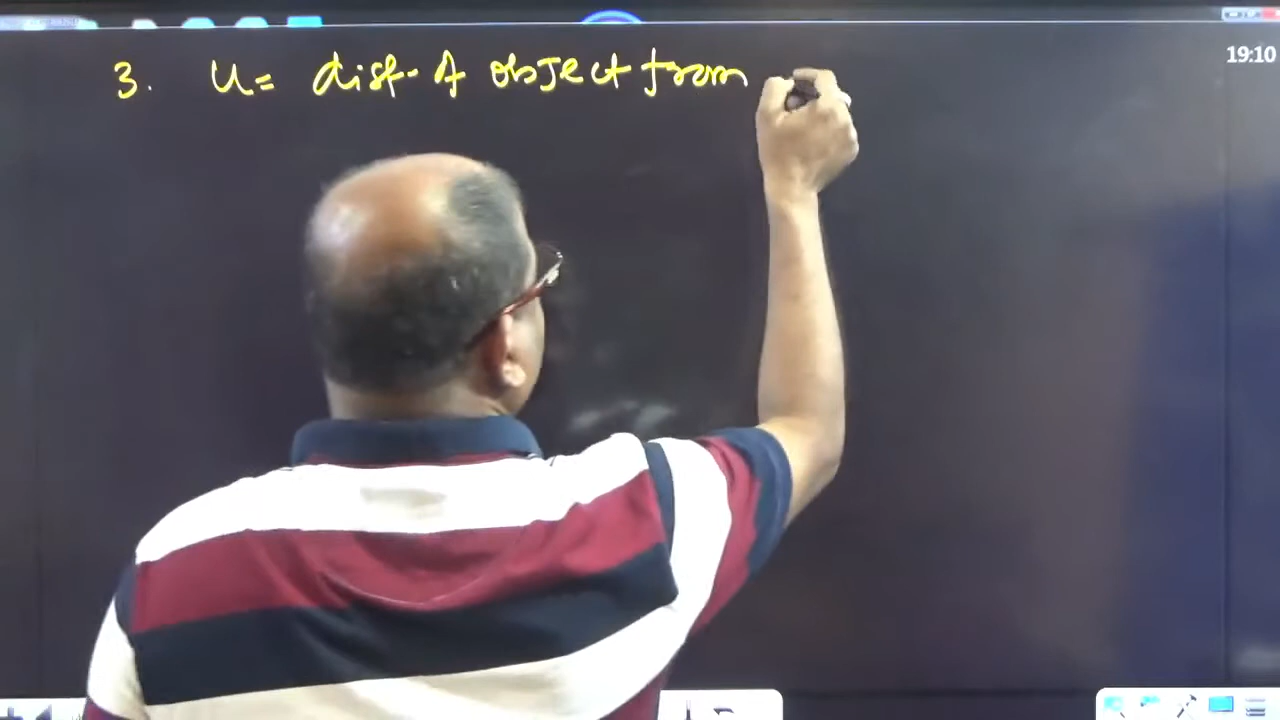 3. U = dist. of object from
19:10